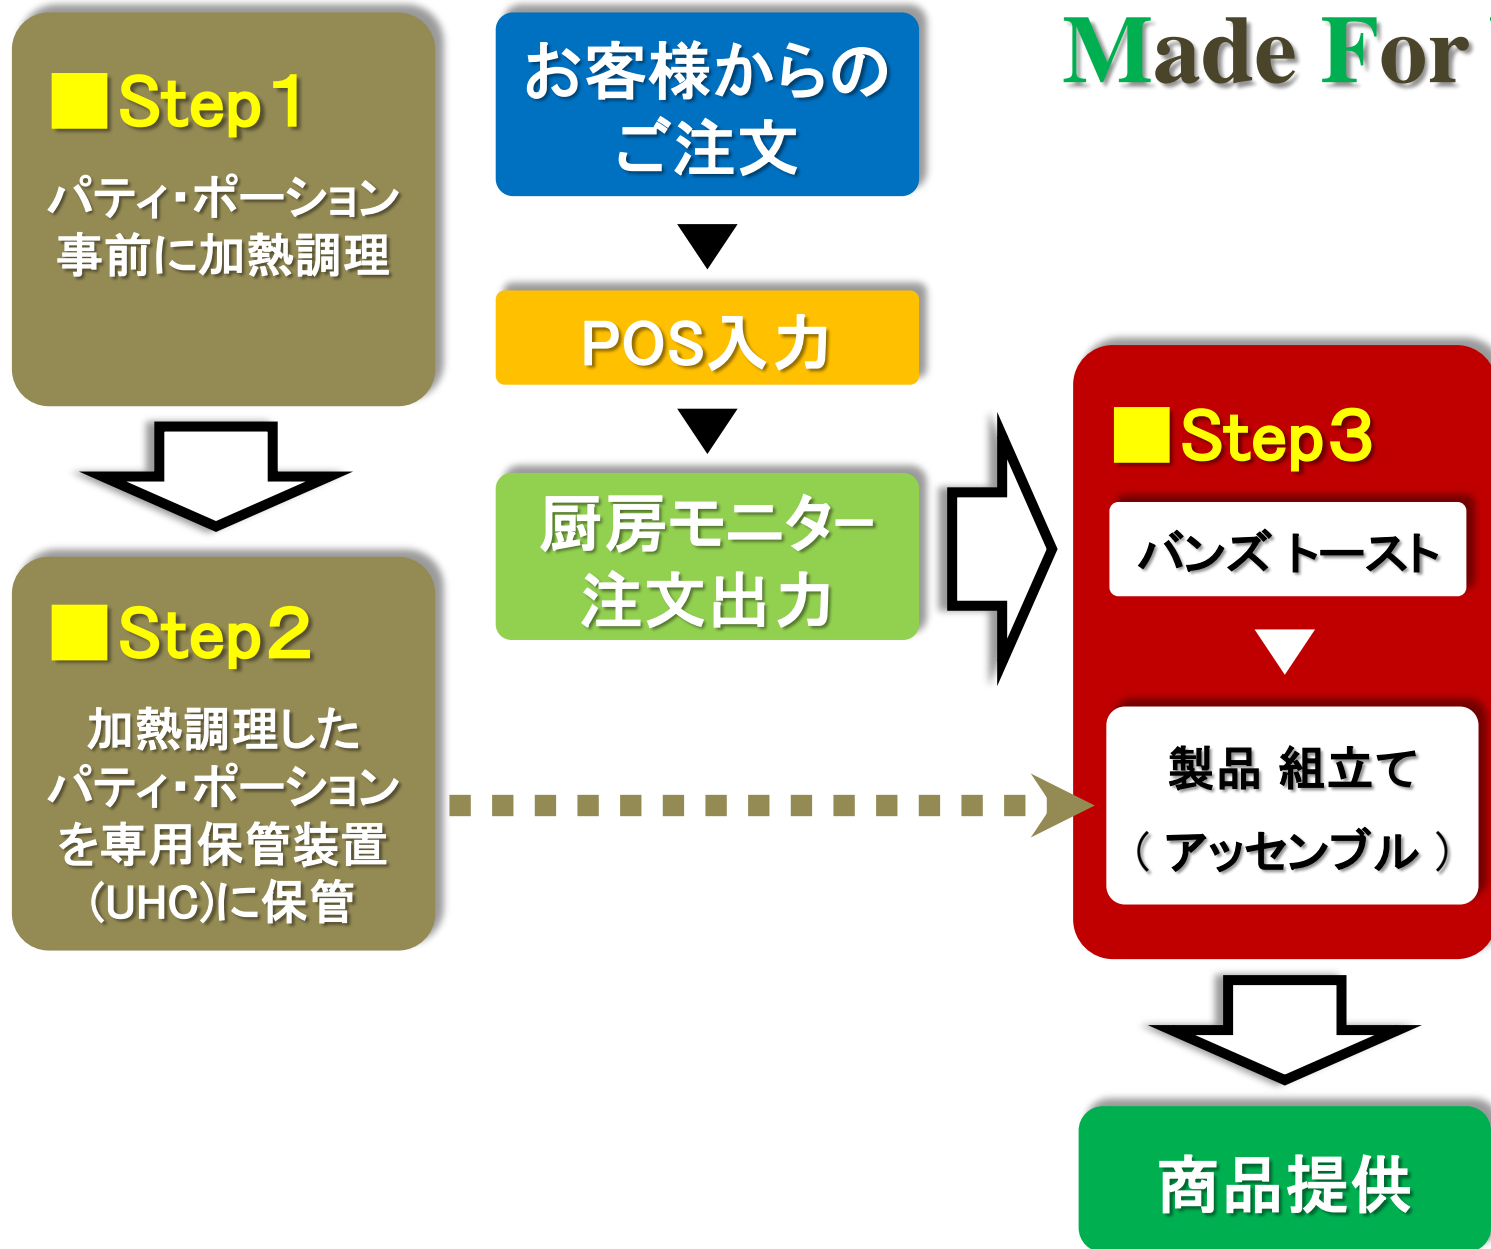 ■Step１
パティ・ポーション
事前に加熱調理
■Step２
加熱調理した
パティ・ポーション
を専用保管装置
(UHC)に保管
お客様からの
ご注文
POS入力
厨房モニター
注文出力
Made For
■Step３
バンズ トースト
製品 組立て
（ アッセンブル ）
商品提供